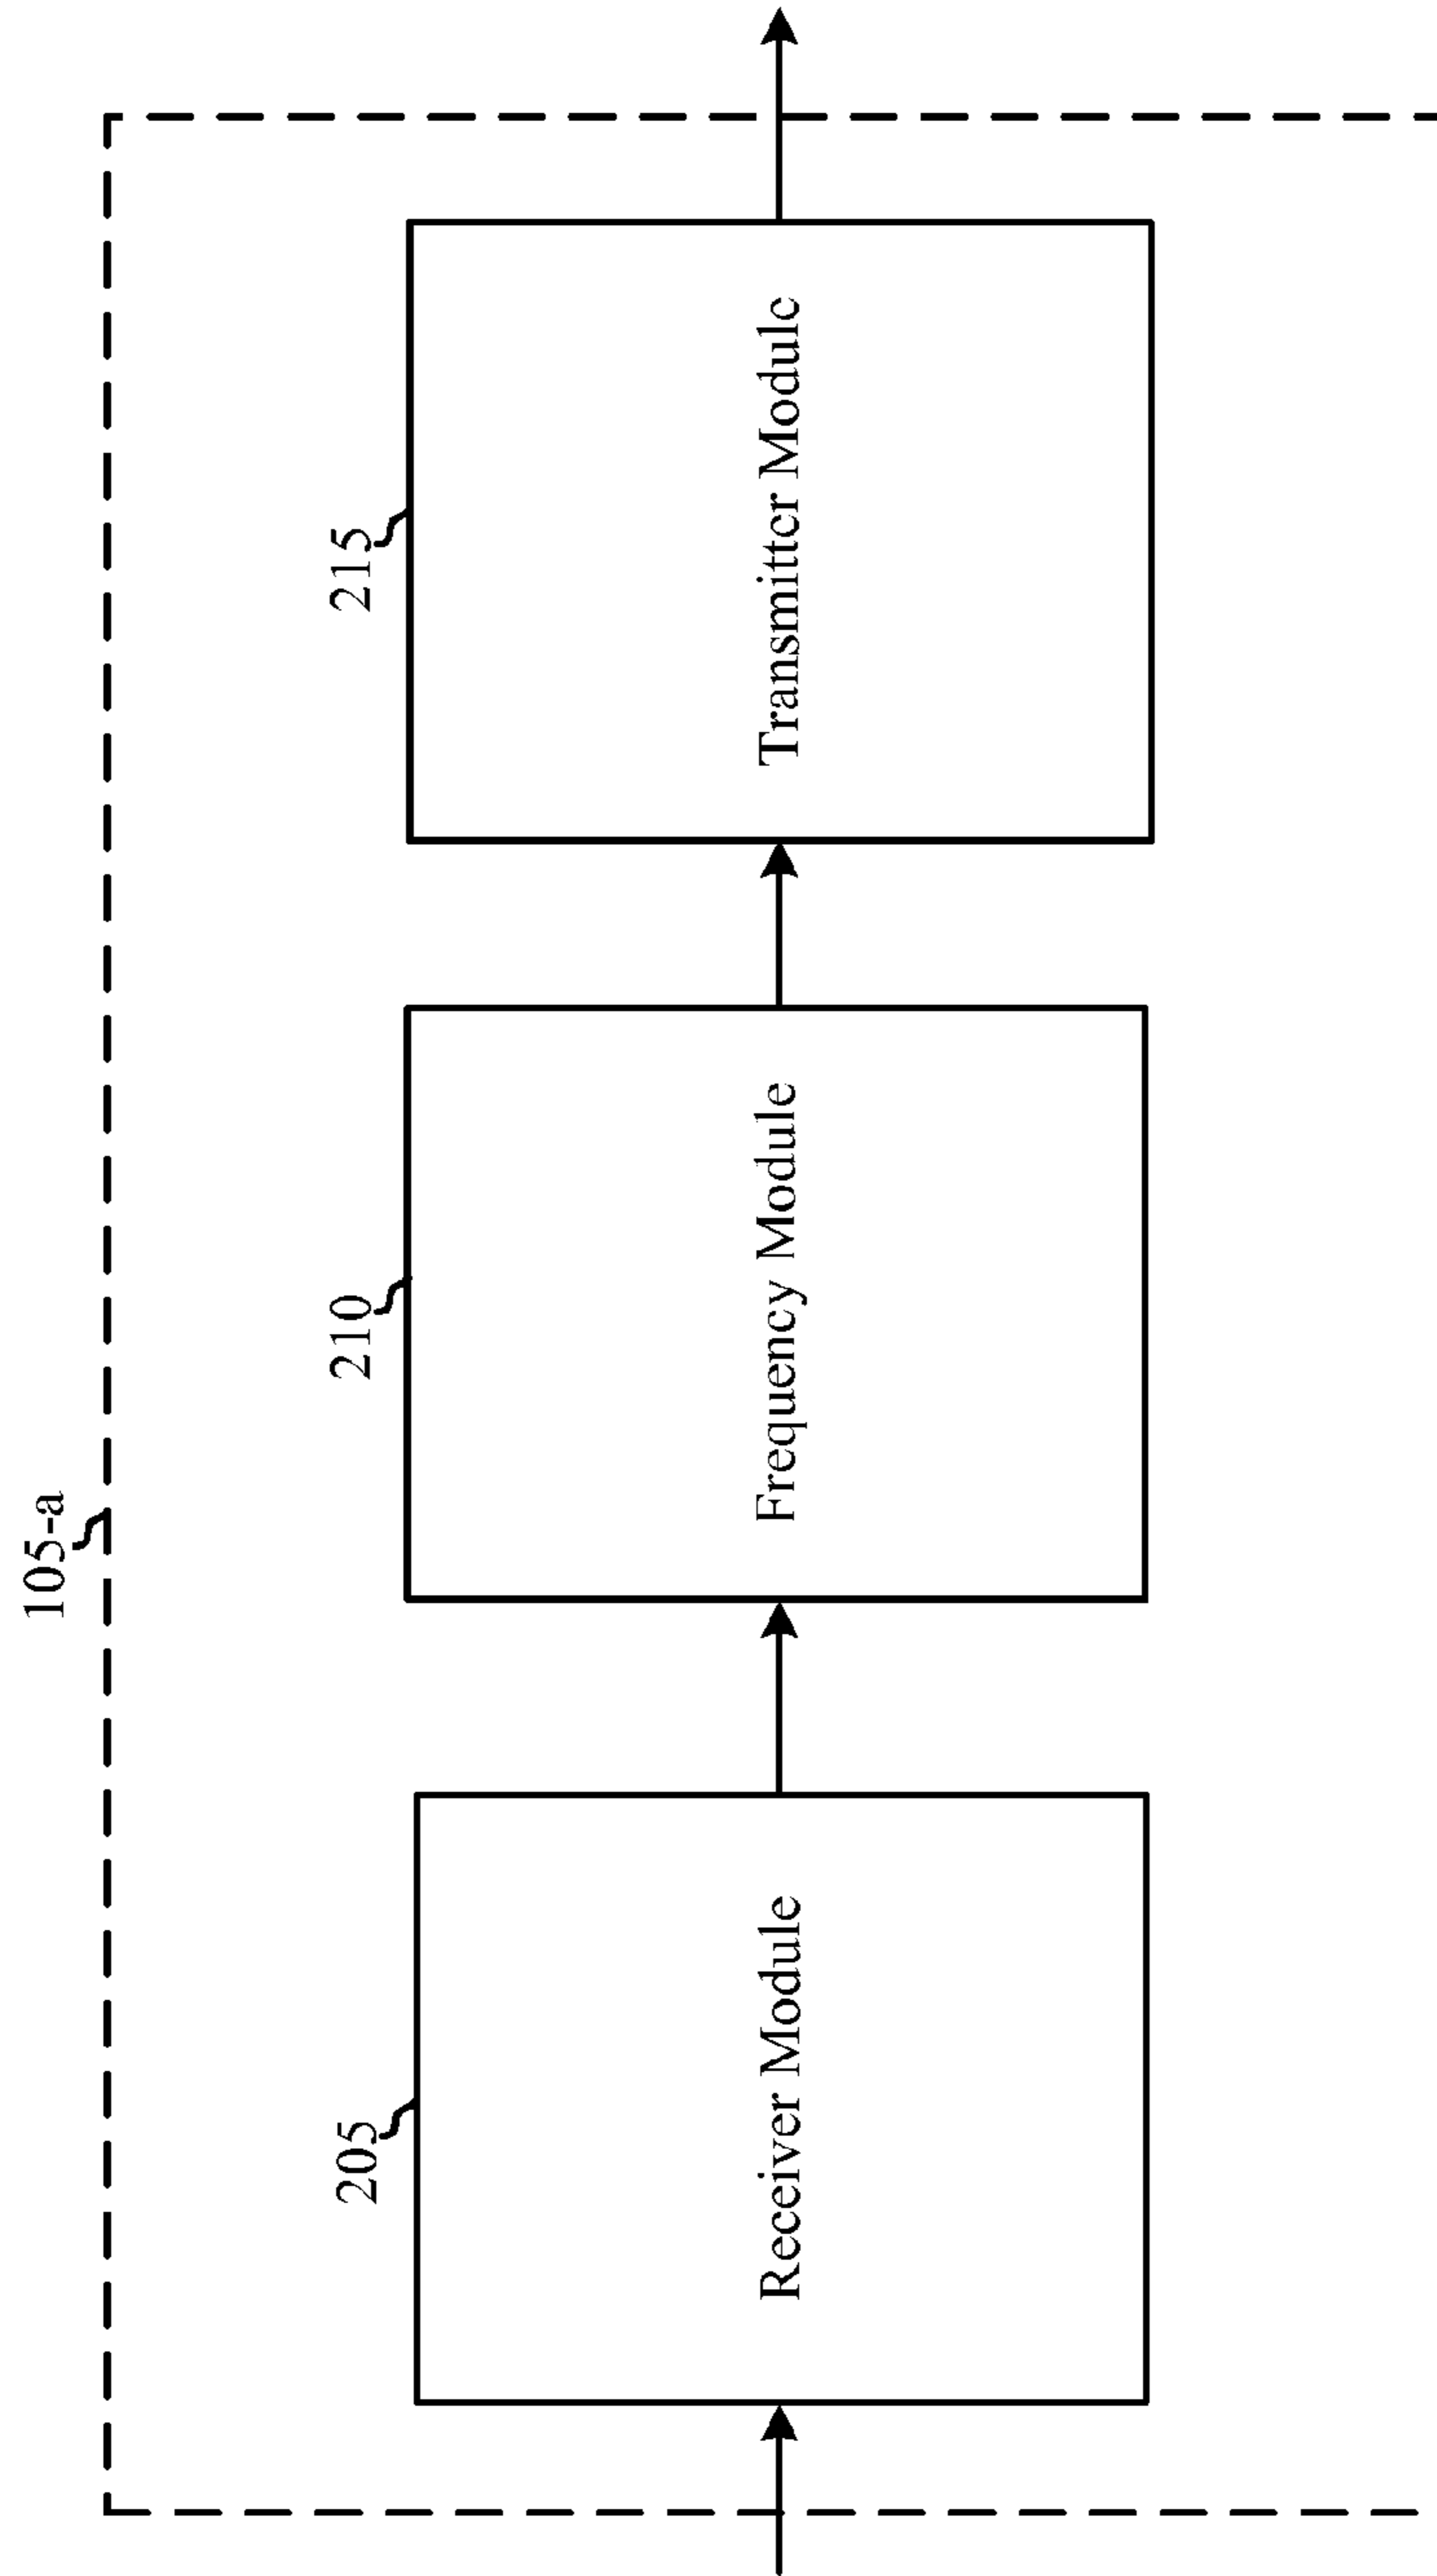 105-a
205
210
215
Receiver Module
Frequency Module
Transmitter Module